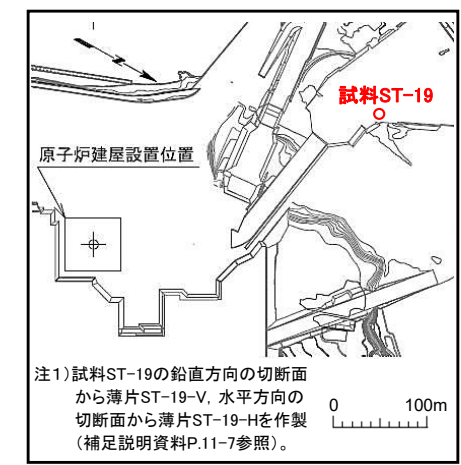 試料ST-19
原子炉建屋設置位置
注1)試料ST-19の鉛直方向の切断面
から薄片ST-19-V, 水平方向の
切断面から薄片ST-19-Hを作製
(補足説明資料P.11-7参照)。
0 100m